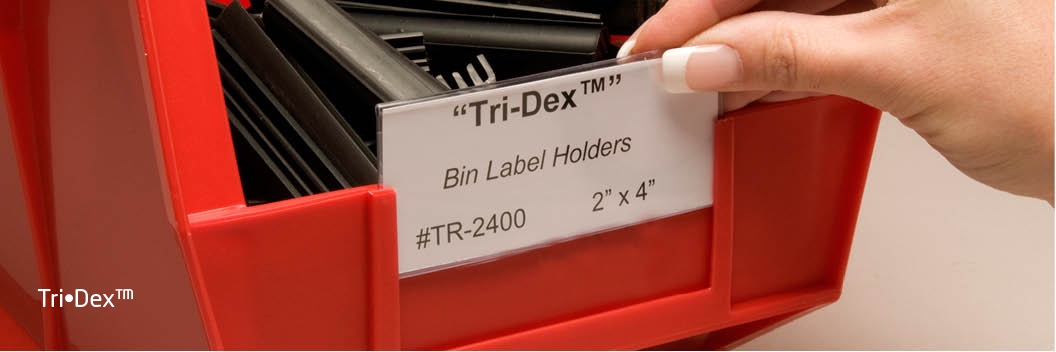 “Tri-Dex™”
Bin Label Holders
#TR-2400 2” x 4”
Tri•Dex™